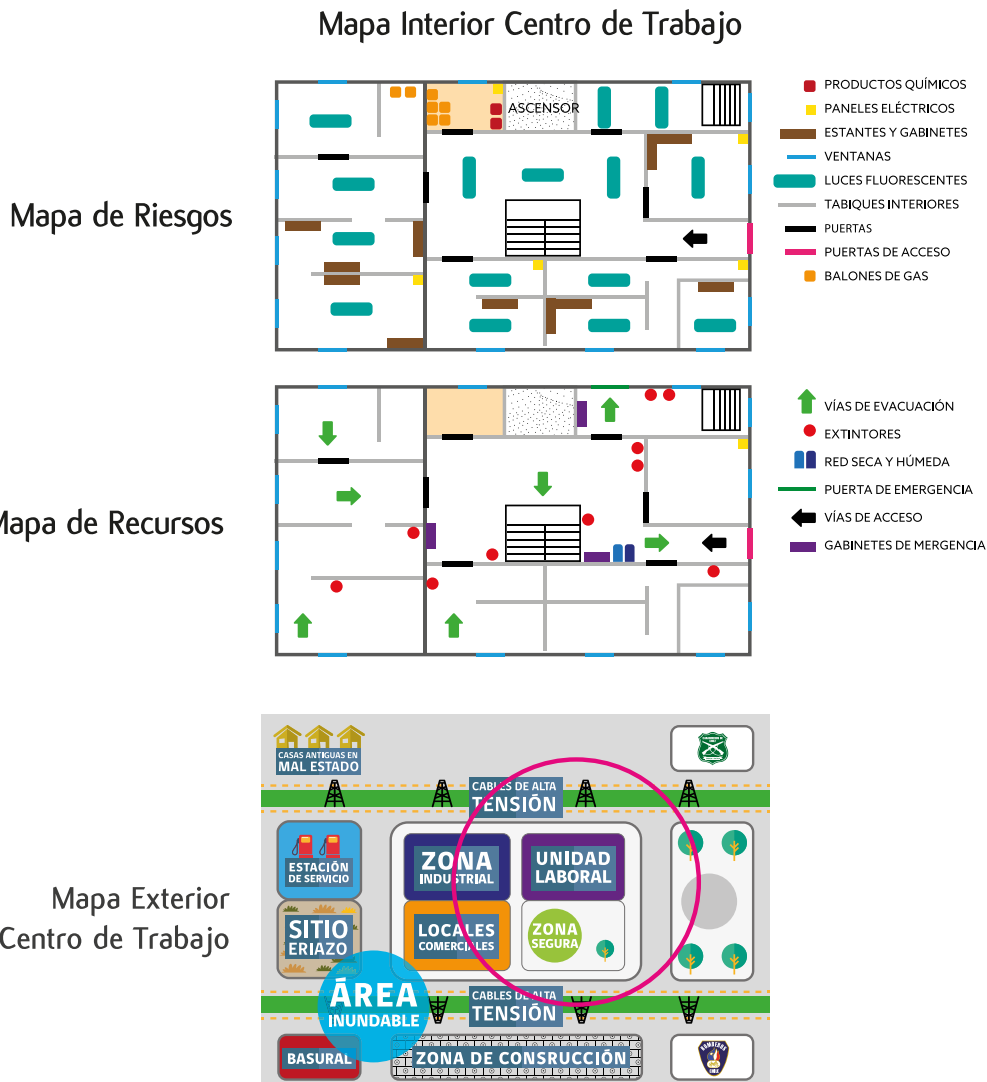 Mapa Interior Centro de Trabajo
Mapa de Riesgos
ASCENSOR
PRODUCTOS QUÍMICOS
PANELES ELÉCTRICOS
ESTANTES Y GABINETES
VENTANAS
LUCES FLUORESCENTES
TABIQUES INTERIORES
PUERTAS
PUERTAS DE ACCESO
BALONES DE GAS
Mapa de Recursos
VÍAS DE EVACUACIÓN
EXTINTORES
RED SECA Y HÚMEDA
PUERTA DE EMERGENCIA
VÍAS DE ACCESO
GABINETES DE MERGENCIA
Mapa Exterior
Centro de Trabajo
CASAS ANTIGUAS EN
MAL ESTADO
CABLES DE ALTA
TENSIÓN
ESTACIÓN
DE SERVICIO
ZONA
INDUSTRIAL
UNIDAD
LABORAL
SITIO
ERIAZO
LOCALES
COMERCIALES
ZONA
SEGURA
ÁREA
INUNDABLE
CABLES DE ALTA
TENSIÓN
BASURAL
ZONA DE CONSRUCCIÓN
BOMBEROS
CHILE